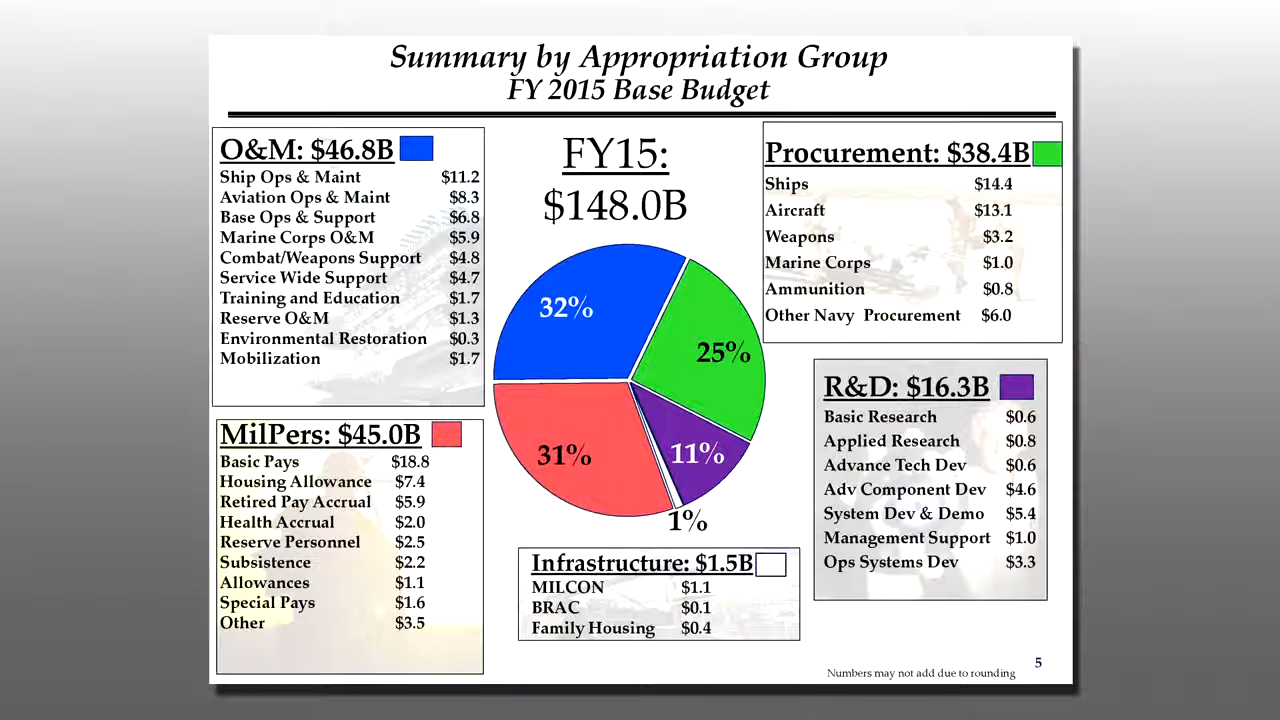 Summary by Appropriation Group
FY 2015 Base Budget
O&M: $46.8B
Ship Ops & Maint $11.2
Aviation Ops & Maint $8.3
Base Ops & Support $6.8
Marine Corps O&M $5.9
Combat/Weapons Support $4.8
Service Wide Support $4.7
Training and Education $1.7
Reserve O&M $1.3
Environmental Restoration $0.3
Mobilization $1.7
MilPers: $45.0B
Basic Pays $18.8
Housing Allowance $7.4
Retired Pay Accrual $5.9
Health Accrual $2.0
Reserve Personnel $2.5
Subsistence $2.2
Allowances $1.1
Special Pays $1.6
Other $3.5
FY15:
$148.0B
32%
25%
31%
11%
1%
Infrastructure: $1.5B
MILCON $1.1
BRAC $0.1
Family Housing $0.4
Procurement: $38.4B
Ships $14.4
Aircraft $13.1
Weapons $3.2
Marine Corps $1.0
Ammunition $0.8
Other Navy Procurement $6.0
R&D: $16.3B
Basic Research $0.6
Applied Research $0.8
Advance Tech Dev $0.6
Adv Component Dev $4.6
System Dev & Demo $5.4
Management Support $1.0
Ops Systems Dev $3.3
5
Numbers may not add due to rounding